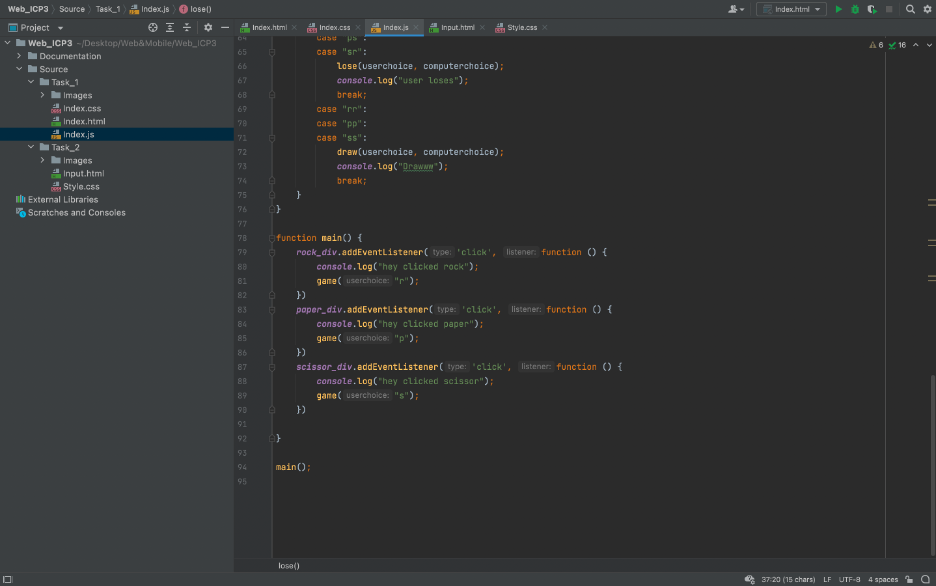 Web_ICP3 Source Task_1 Index.js lose() Index.html
Project Index.html Index.css Index.js Input.html Style.css
Web_ICP3 ~/Desktop/Web&Mobile/Web_ICP3
Documentation
Source
Task_1
Images
Index.css
Index.html
Index.js
Task_2
Images
Input.html
Style.css
External Libraries
Scratches and Consoles
6 16
64 case "ps":
65 case "sr":
66 lose(userchoice, computerchoice);
67 console.log("user loses");
68 break;
69 case "rr":
70 case "pp":
71 case "ss":
72 draw(userchoice, computerchoice);
73 console.log("Drawww");
74 break;
75 }
76 }
77
78 function main() {
79 rock_div.addEventListener( type: 'click', listener: function () {
80 console.log("hey clicked rock");
81 game( userchoice: "r");
82 })
83 paper_div.addEventListener( type: 'click', listener: function () {
84 console.log("hey clicked paper");
85 game( userchoice: "p");
86 })
87 scissor_div.addEventListener( type: 'click', listener: function () {
88 console.log("hey clicked scissor");
89 game( userchoice: "s");
90 })
91
92 }
93
94 main();
95
lose()
37:20 (15 chars) LF UTF-8 4 spaces